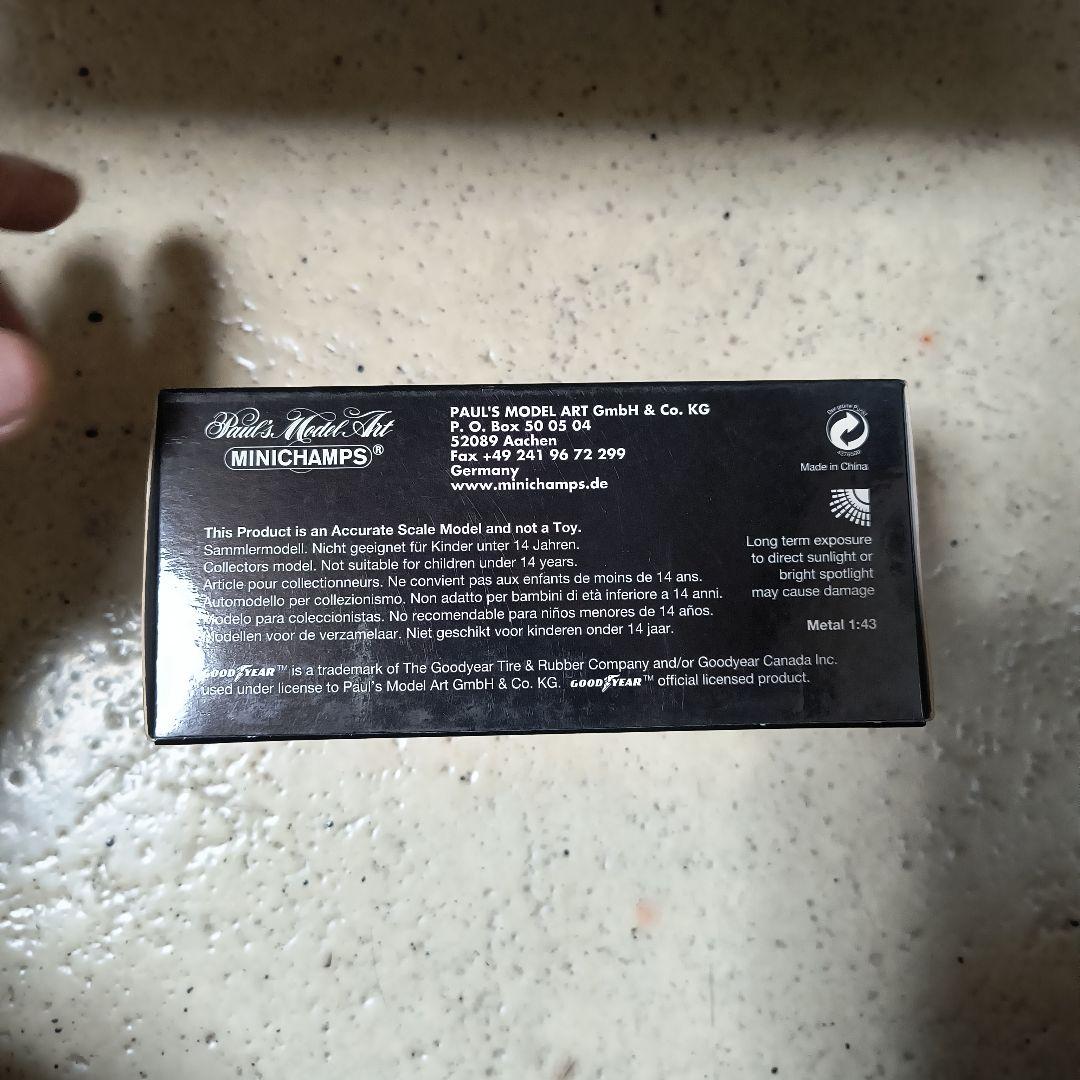 Paul's Model Art
MINICHAMPS®
PAUL'S MODEL ART GmbH & Co. KG
P. O. Box 50 05 04
52089 Aachen
Fax +49 241 96 72 299
Germany
www.minichamps.de
This Product is an Accurate Scale Model and not a Toy.
Sammlermodell. Nicht geeignet für Kinder unter 14 Jahren.
Collectors model. Not suitable for children under 14 years.
Article pour collectionneurs. Ne convient pas aux enfants de moins de 14 ans.
Automodello per collezionismo. Non adatto per bambini di età inferiore a 14 anni.
Modelo para coleccionistas. No recomendable para niños menores de 14 años.
Modellen voor de verzamelaar. Niet geschikt voor kinderen onder 14 jaar.
GOODYEAR™ is a trademark of The Goodyear Tire & Rubber Company and/or Goodyear Canada Inc.
used under license to Paul's Model Art GmbH & Co. KG. GOODYEAR™ official licensed product.
Der Grüne Punkt
Made in China
Long term exposure
to direct sunlight or
bright spotlight
may cause damage
Metal 1:43